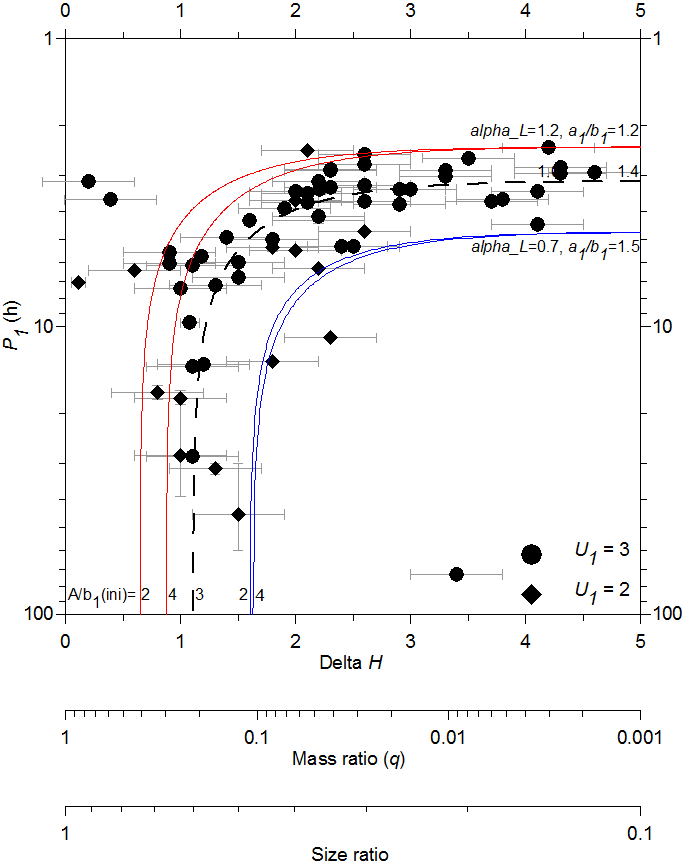 0 1 2 3 4 5
1 1
alpha_L=1.2, a1/b1=1.2
1.4
alpha_L=0.7, a1/b1=1.5
P1 (h)
10 10
U1 = 3
U1 = 2
A/b1(ini)= 2 4 3 2 4
100 100
0 1 2 3 4 5
Delta H
1 0.1 0.01 0.001
Mass ratio (q)
1 0.1
Size ratio